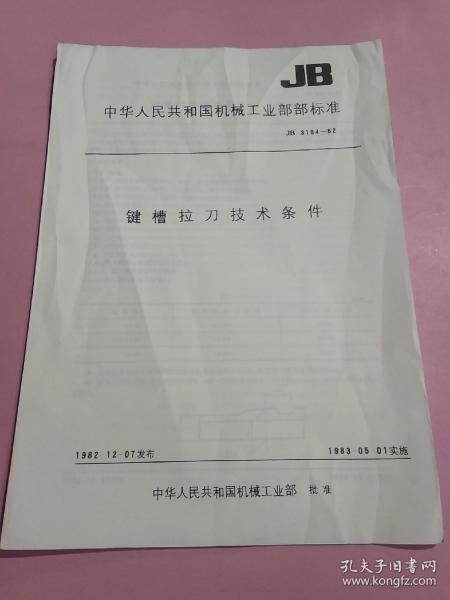 JB
中华人民共和国机械工业部部标准
JB 3184—82
键槽拉刀技术条件
1982-12-07发布
1983-05-01实施
中华人民共和国机械工业部 批准
孔夫子旧书网
www.kongfz.com